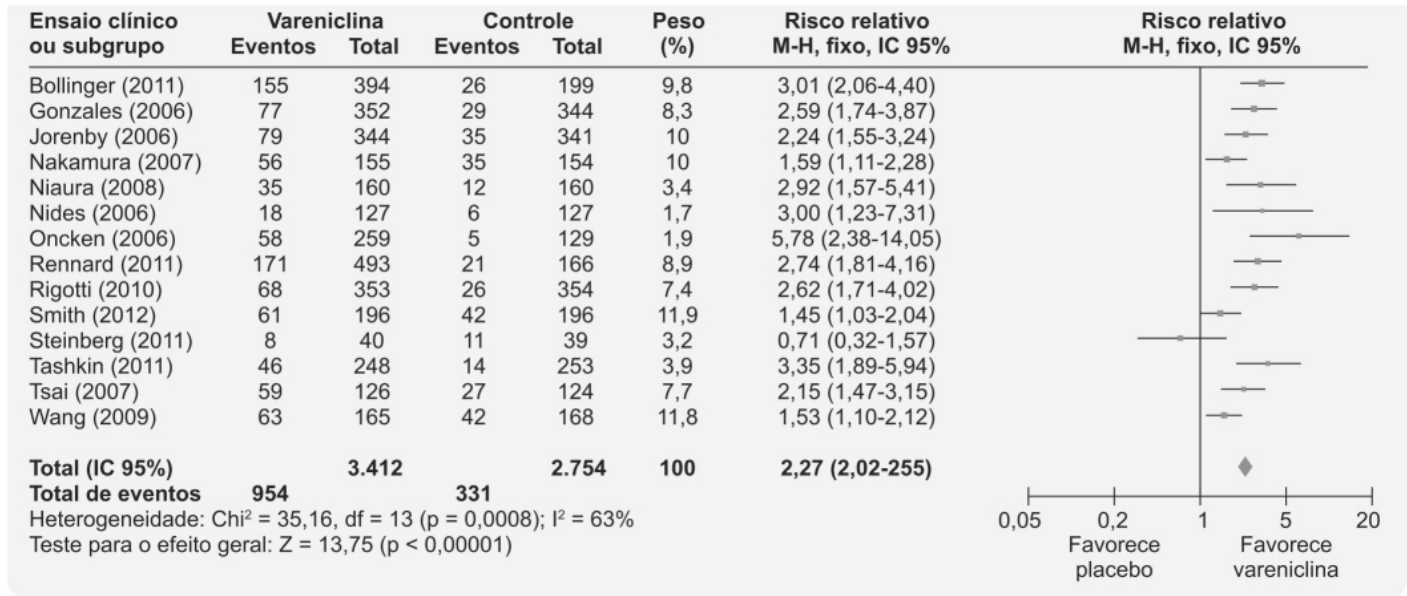 Ensaio clínico Vareniclina Controle Peso Risco relativo Risco relativo
ou subgrupo Eventos Total Eventos Total (%) M-H, fixo, IC 95% M-H, fixo, IC 95%
Bollinger (2011) 155 394 26 199 9,8 3,01 (2,06-4,40)
Gonzales (2006) 77 352 29 344 8,3 2,59 (1,74-3,87)
Jorenby (2006) 79 344 35 341 10 2,24 (1,55-3,24)
Nakamura (2007) 56 155 35 154 10 1,59 (1,11-2,28)
Niaura (2008) 35 160 12 160 3,4 2,92 (1,57-5,41)
Nides (2006) 18 127 6 127 1,7 3,00 (1,23-7,31)
Oncken (2006) 58 259 5 129 1,9 5,78 (2,38-14,05)
Rennard (2011) 171 493 21 166 8,9 2,74 (1,81-4,16)
Rigotti (2010) 68 353 26 354 7,4 2,62 (1,71-4,02)
Smith (2012) 61 196 42 196 11,9 1,45 (1,03-2,04)
Steinberg (2011) 8 40 11 39 3,2 0,71 (0,32-1,57)
Tashkin (2011) 46 248 14 253 3,9 3,35 (1,89-5,94)
Tsai (2007) 59 126 27 124 7,7 2,15 (1,47-3,15)
Wang (2009) 63 165 42 168 11,8 1,53 (1,10-2,12)
Total (IC 95%) 3.412 2.754 100 2,27 (2,02-255)
Total de eventos 954 331
Heterogeneidade: Chi² = 35,16, df = 13 (p = 0,0008); I² = 63%
Teste para o efeito geral: Z = 13,75 (p < 0,00001)
0,05 0,2 1 5 20
Favorece Favorece
placebo vareniclina